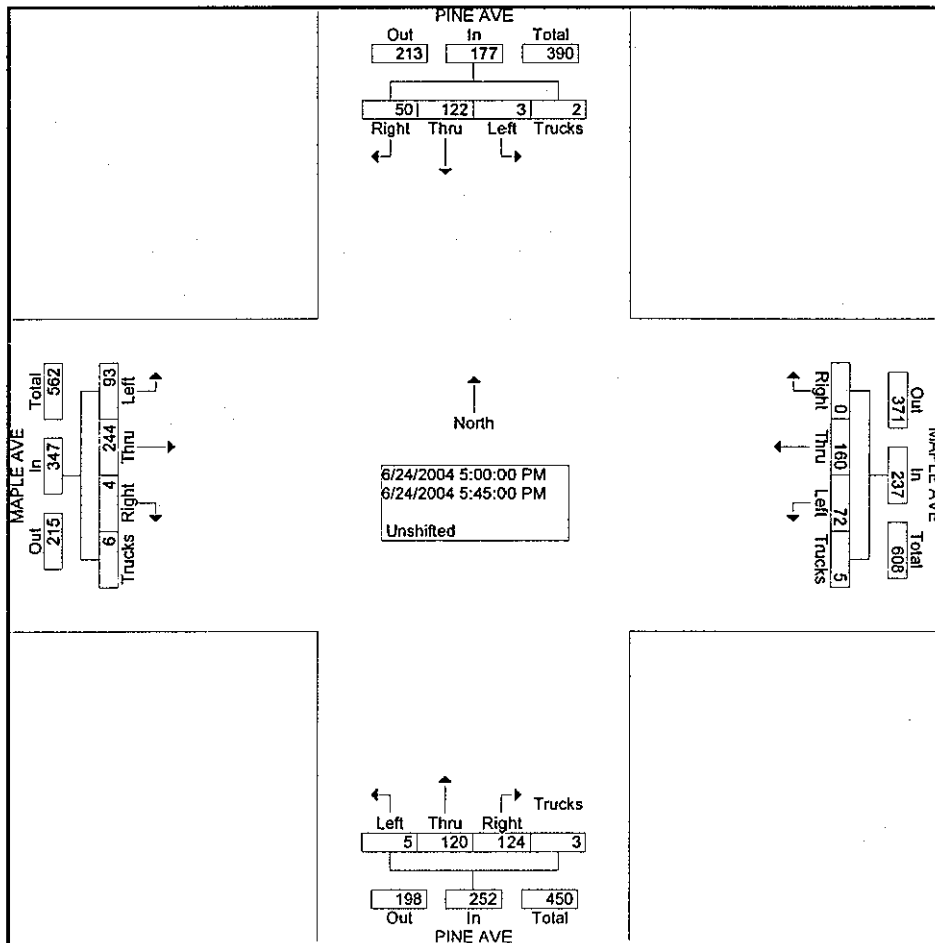 PINE AVE
Out In Total
213 177 390
50 122 3 2
Right Thru Left Trucks
MAPLE AVE
Total In Out
562 347 215
93 244 4 6
Left Thru Right Trucks
North
6/24/2004 5:00:00 PM
6/24/2004 5:45:00 PM
Unshifted
Right Thru Left Trucks
0 160 72 5
Out In Total
371 237 608
MAPLE AVE
Left Thru Right Trucks
5 120 124 3
198 252 450
Out In Total
PINE AVE